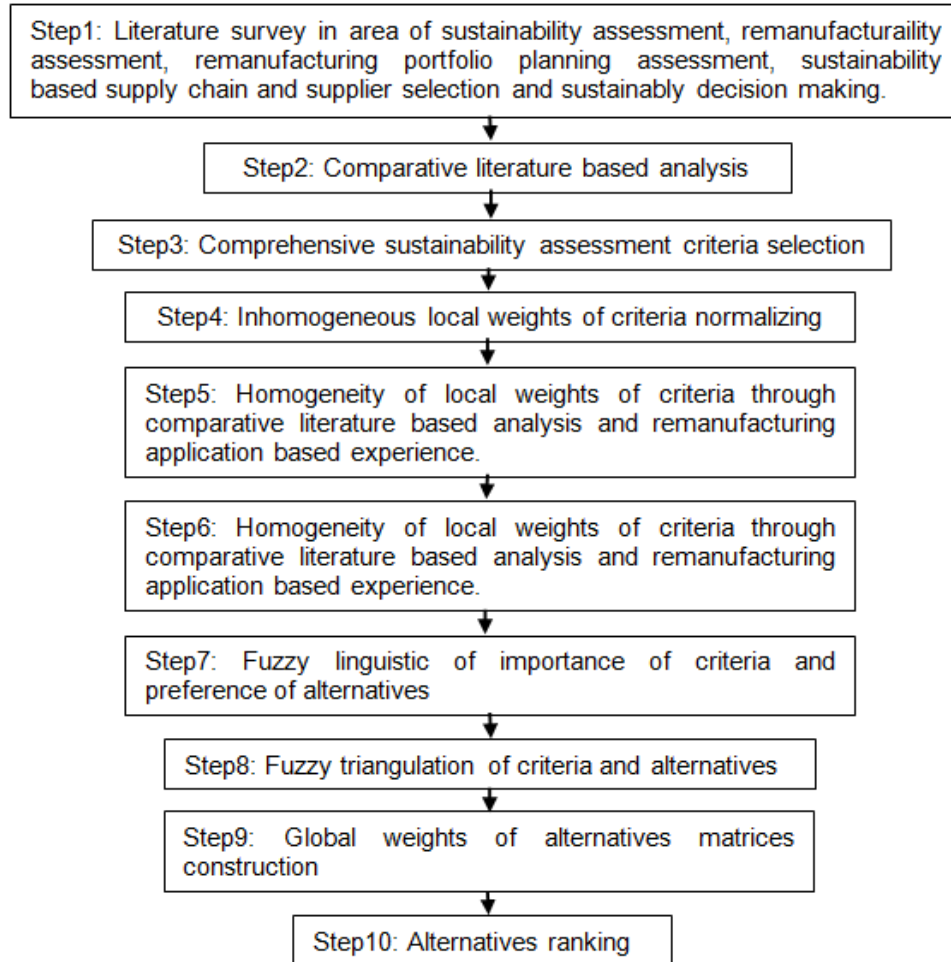 Step1: Literature survey in area of sustainability assessment, remanufacturaility
assessment, remanufacturing portfolio planning assessment, sustainability
based supply chain and supplier selection and sustainably decision making.
Step2: Comparative literature based analysis
Step3: Comprehensive sustainability assessment criteria selection
Step4: Inhomogeneous local weights of criteria normalizing
Step5: Homogeneity of local weights of criteria through
comparative literature based analysis and remanufacturing
application based experience.
Step6: Homogeneity of local weights of criteria through
comparative literature based analysis and remanufacturing
application based experience.
Step7: Fuzzy linguistic of importance of criteria and
preference of alternatives
Step8: Fuzzy triangulation of criteria and alternatives
Step9: Global weights of alternatives matrices
construction
Step10: Alternatives ranking